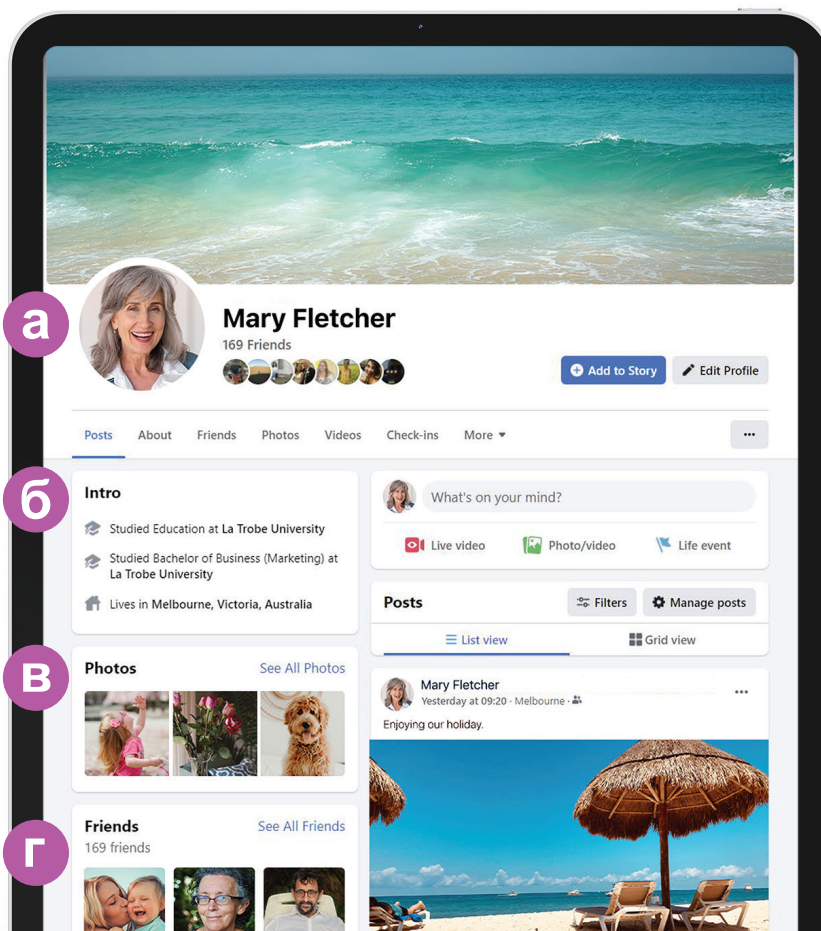 а
Mary Fletcher
169 Friends
Add to Story
Edit Profile
Posts About Friends Photos Videos Check-ins More
б
Intro
Studied Education at La Trobe University
Studied Bachelor of Business (Marketing) at
La Trobe University
Lives in Melbourne, Victoria, Australia
What's on your mind?
Live video
Photo/video
Life event
Posts
Filters
Manage posts
List view
Grid view
в
Photos
See All Photos
Mary Fletcher
Yesterday at 09:20 · Melbourne ·
Enjoying our holiday.
г
Friends
See All Friends
169 friends